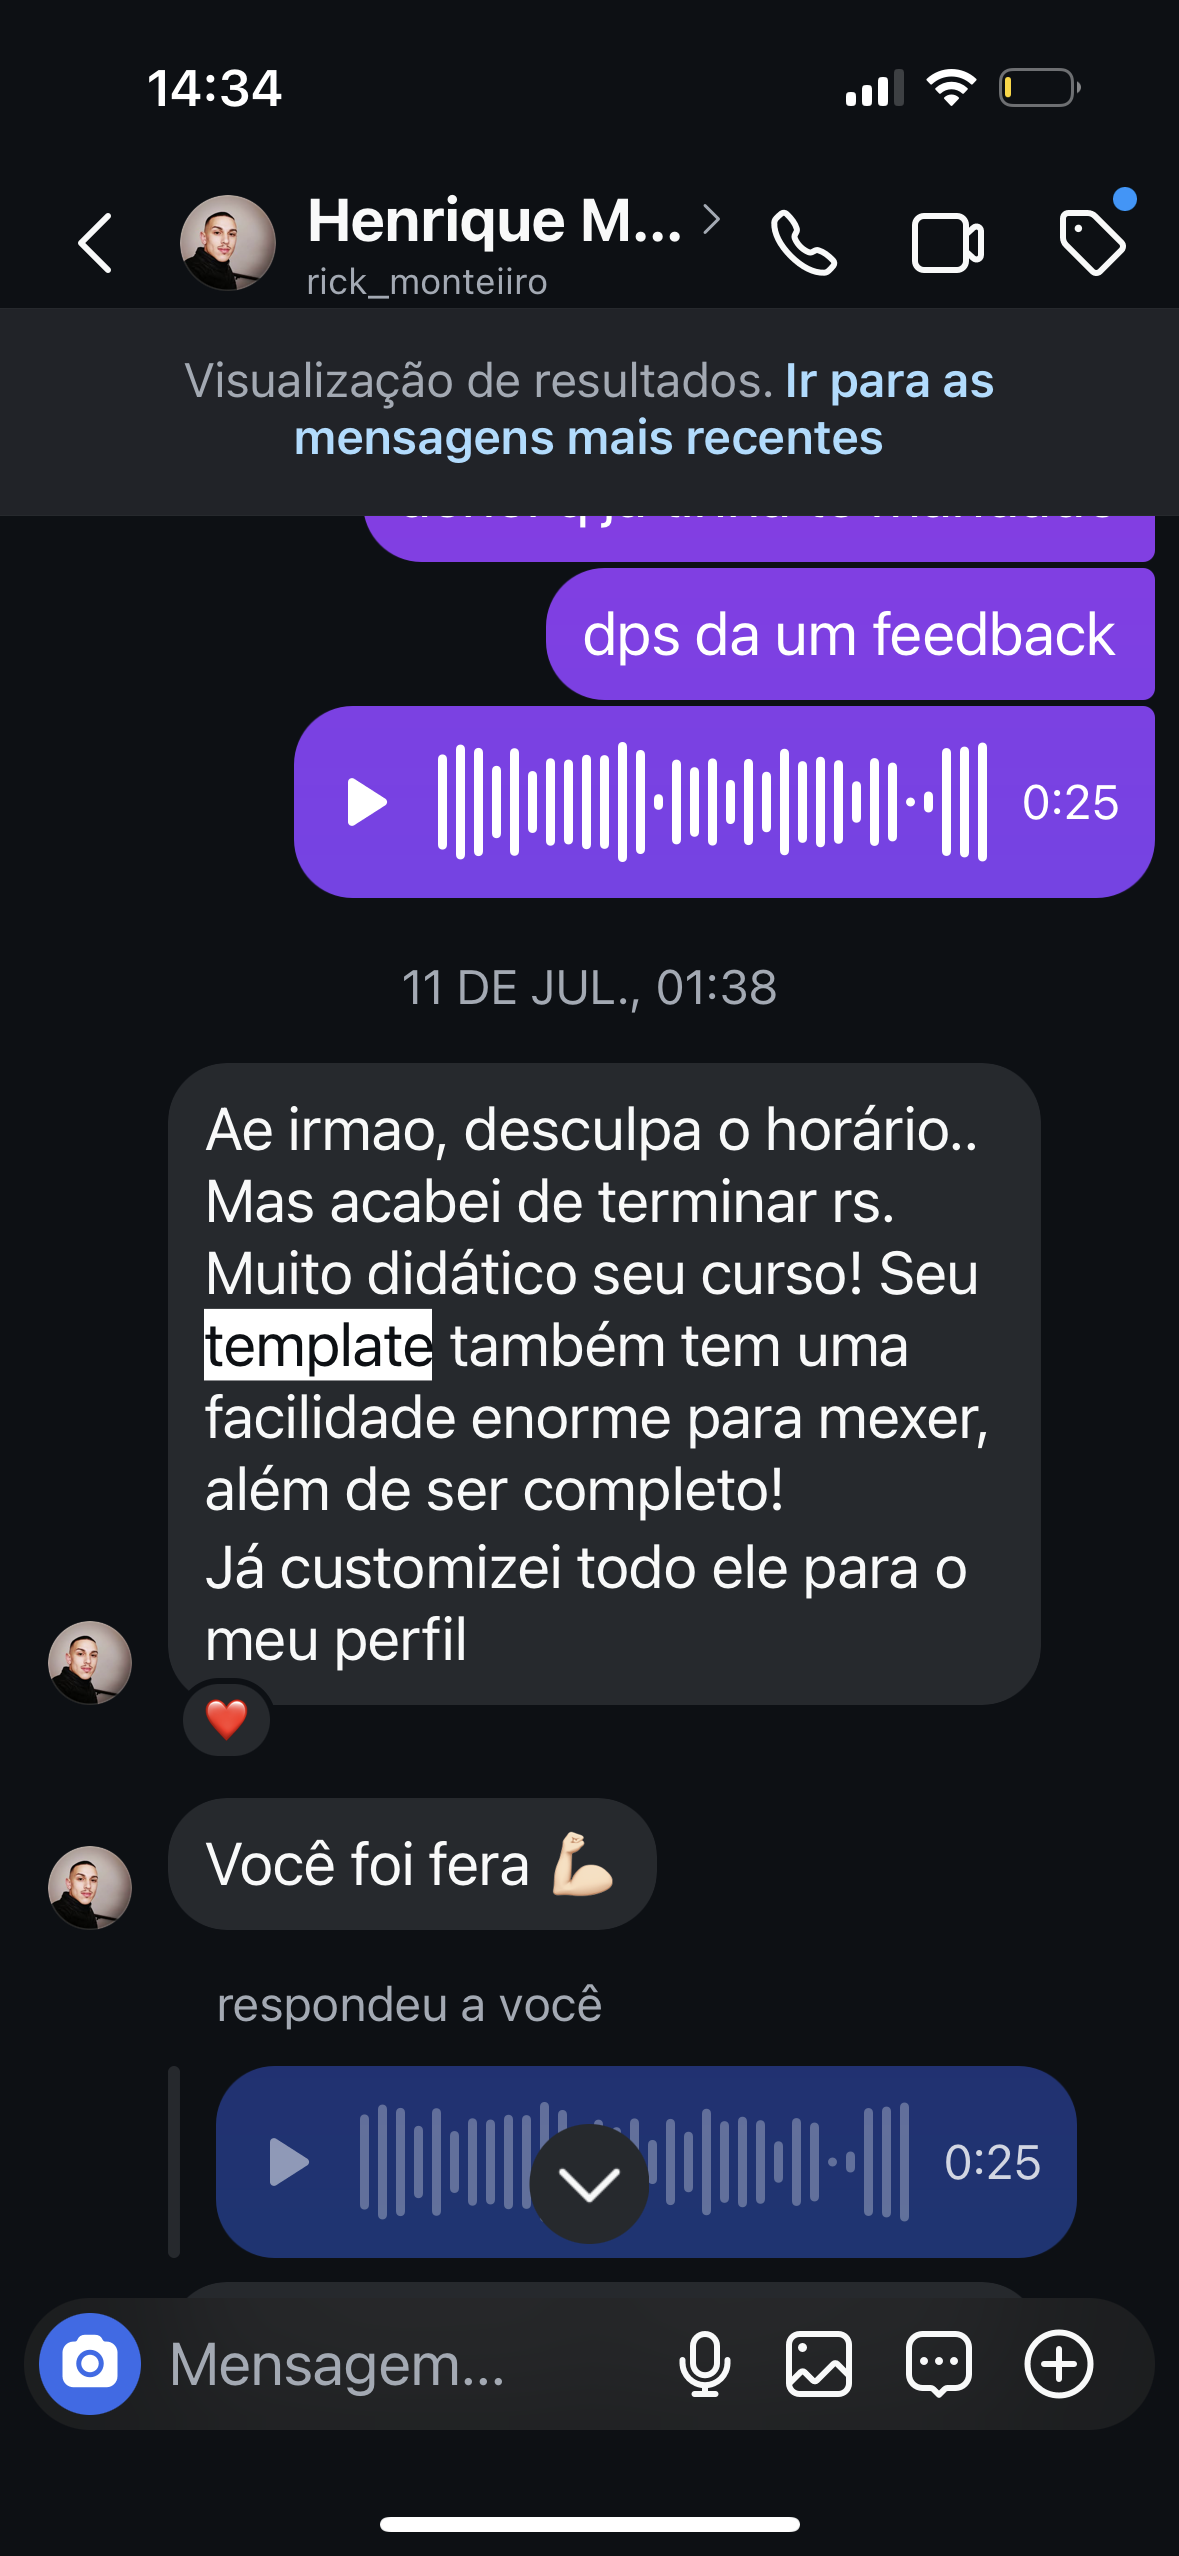 14:34
Henrique M...
rick_monteiiro
Visualização de resultados. Ir para as
mensagens mais recentes
dps da um feedback
0:25
11 DE JUL., 01:38
Ae irmao, desculpa o horário..
Mas acabei de terminar rs.
Muito didático seu curso! Seu
template também tem uma
facilidade enorme para mexer,
além de ser completo!
Já customizei todo ele para o
meu perfil
Você foi fera
respondeu a você
0:25
Mensagem...